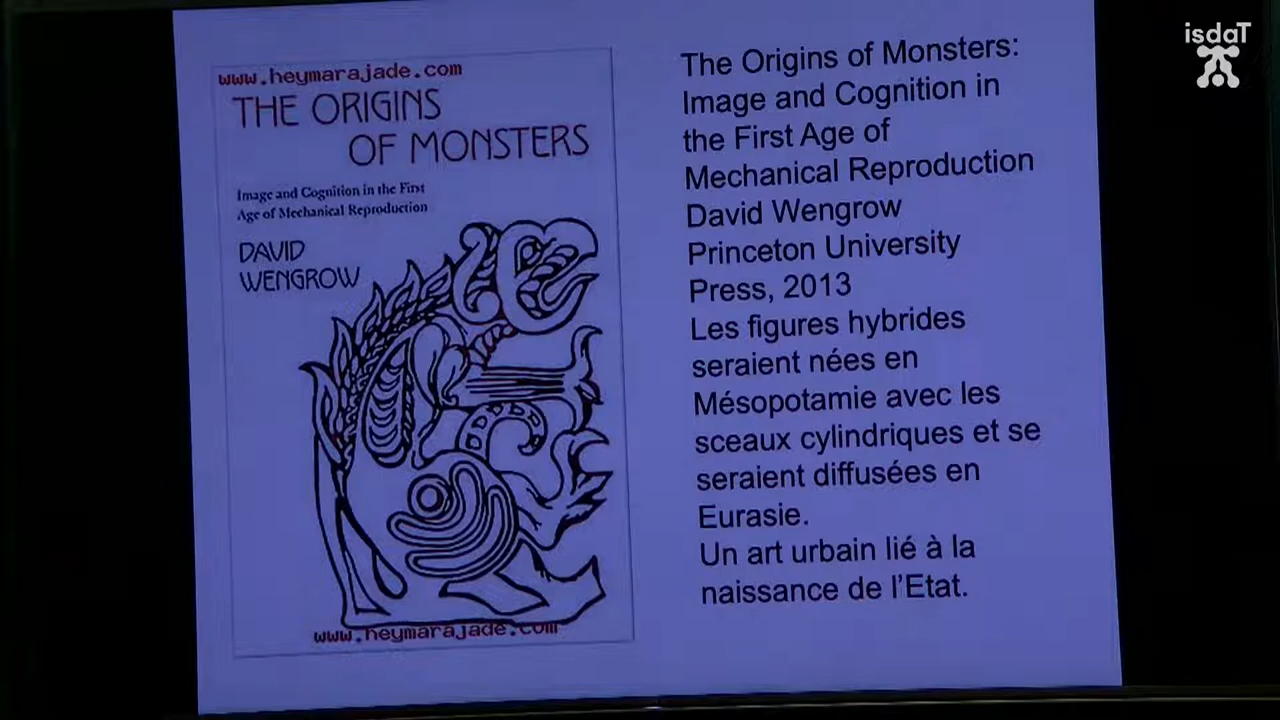 www.heymarajade.com
THE ORIGINS
OF MONSTERS
Image and Cognition in the First
Age of Mechanical Reproduction
DAVID
WENGROW
www.heymarajade.com
The Origins of Monsters:
Image and Cognition in
the First Age of
Mechanical Reproduction
David Wengrow
Princeton University
Press, 2013
Les figures hybrides
seraient nées en
Mésopotamie avec les
sceaux cylindriques et se
seraient diffusées en
Eurasie.
Un art urbain lié à la
naissance de l'Etat.
isdaT